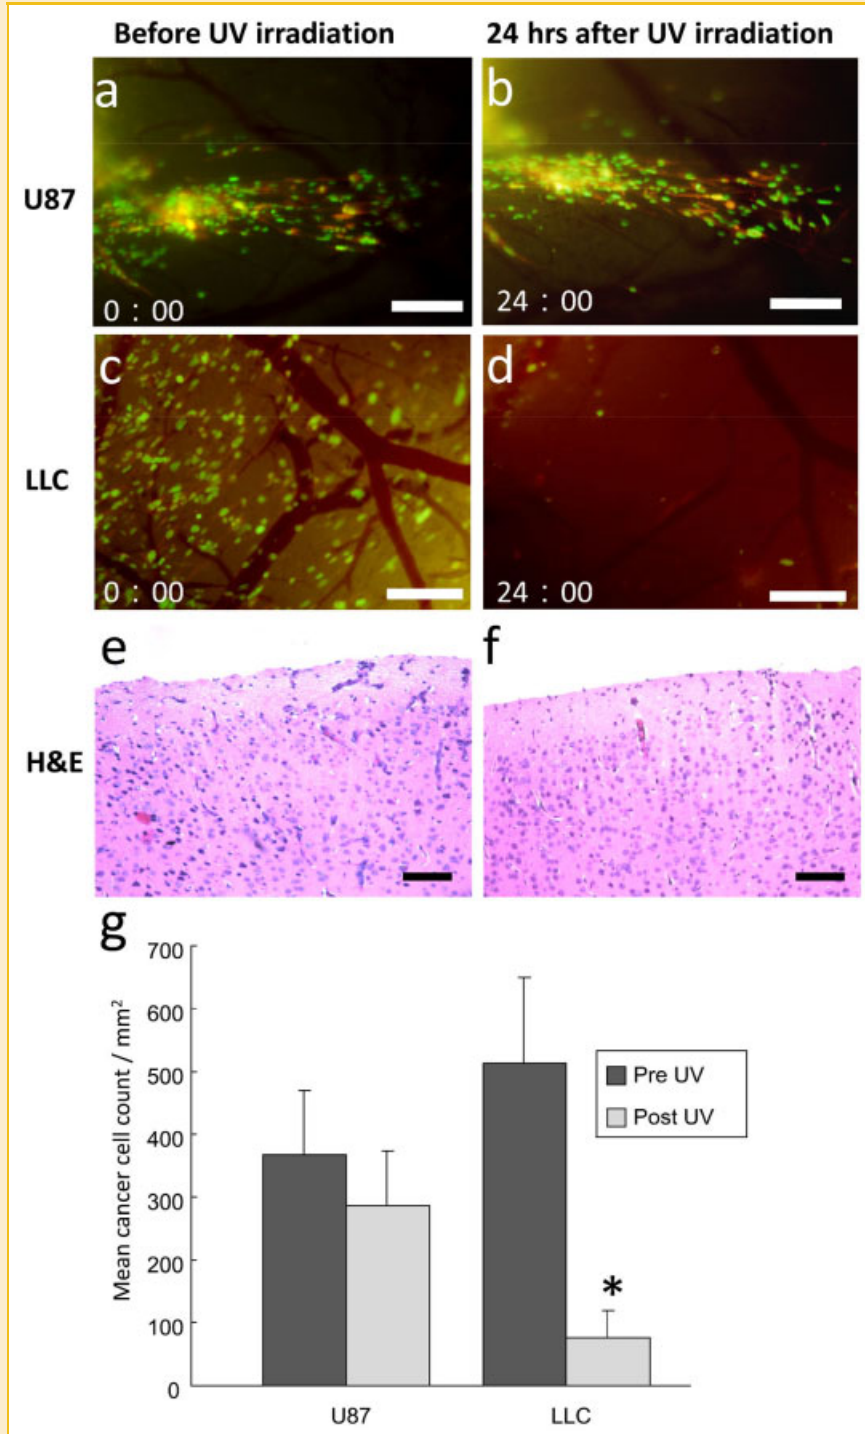 Before UV irradiation 24 hrs after UV irradiation
a b
U87
0 : 00 24 : 00
c d
LLC
0 : 00 24 : 00
e f
H&E
g
700
600
500
400
300
200
100
0
Mean cancer cell count / mm²
Pre UV
Post UV
*
U87 LLC